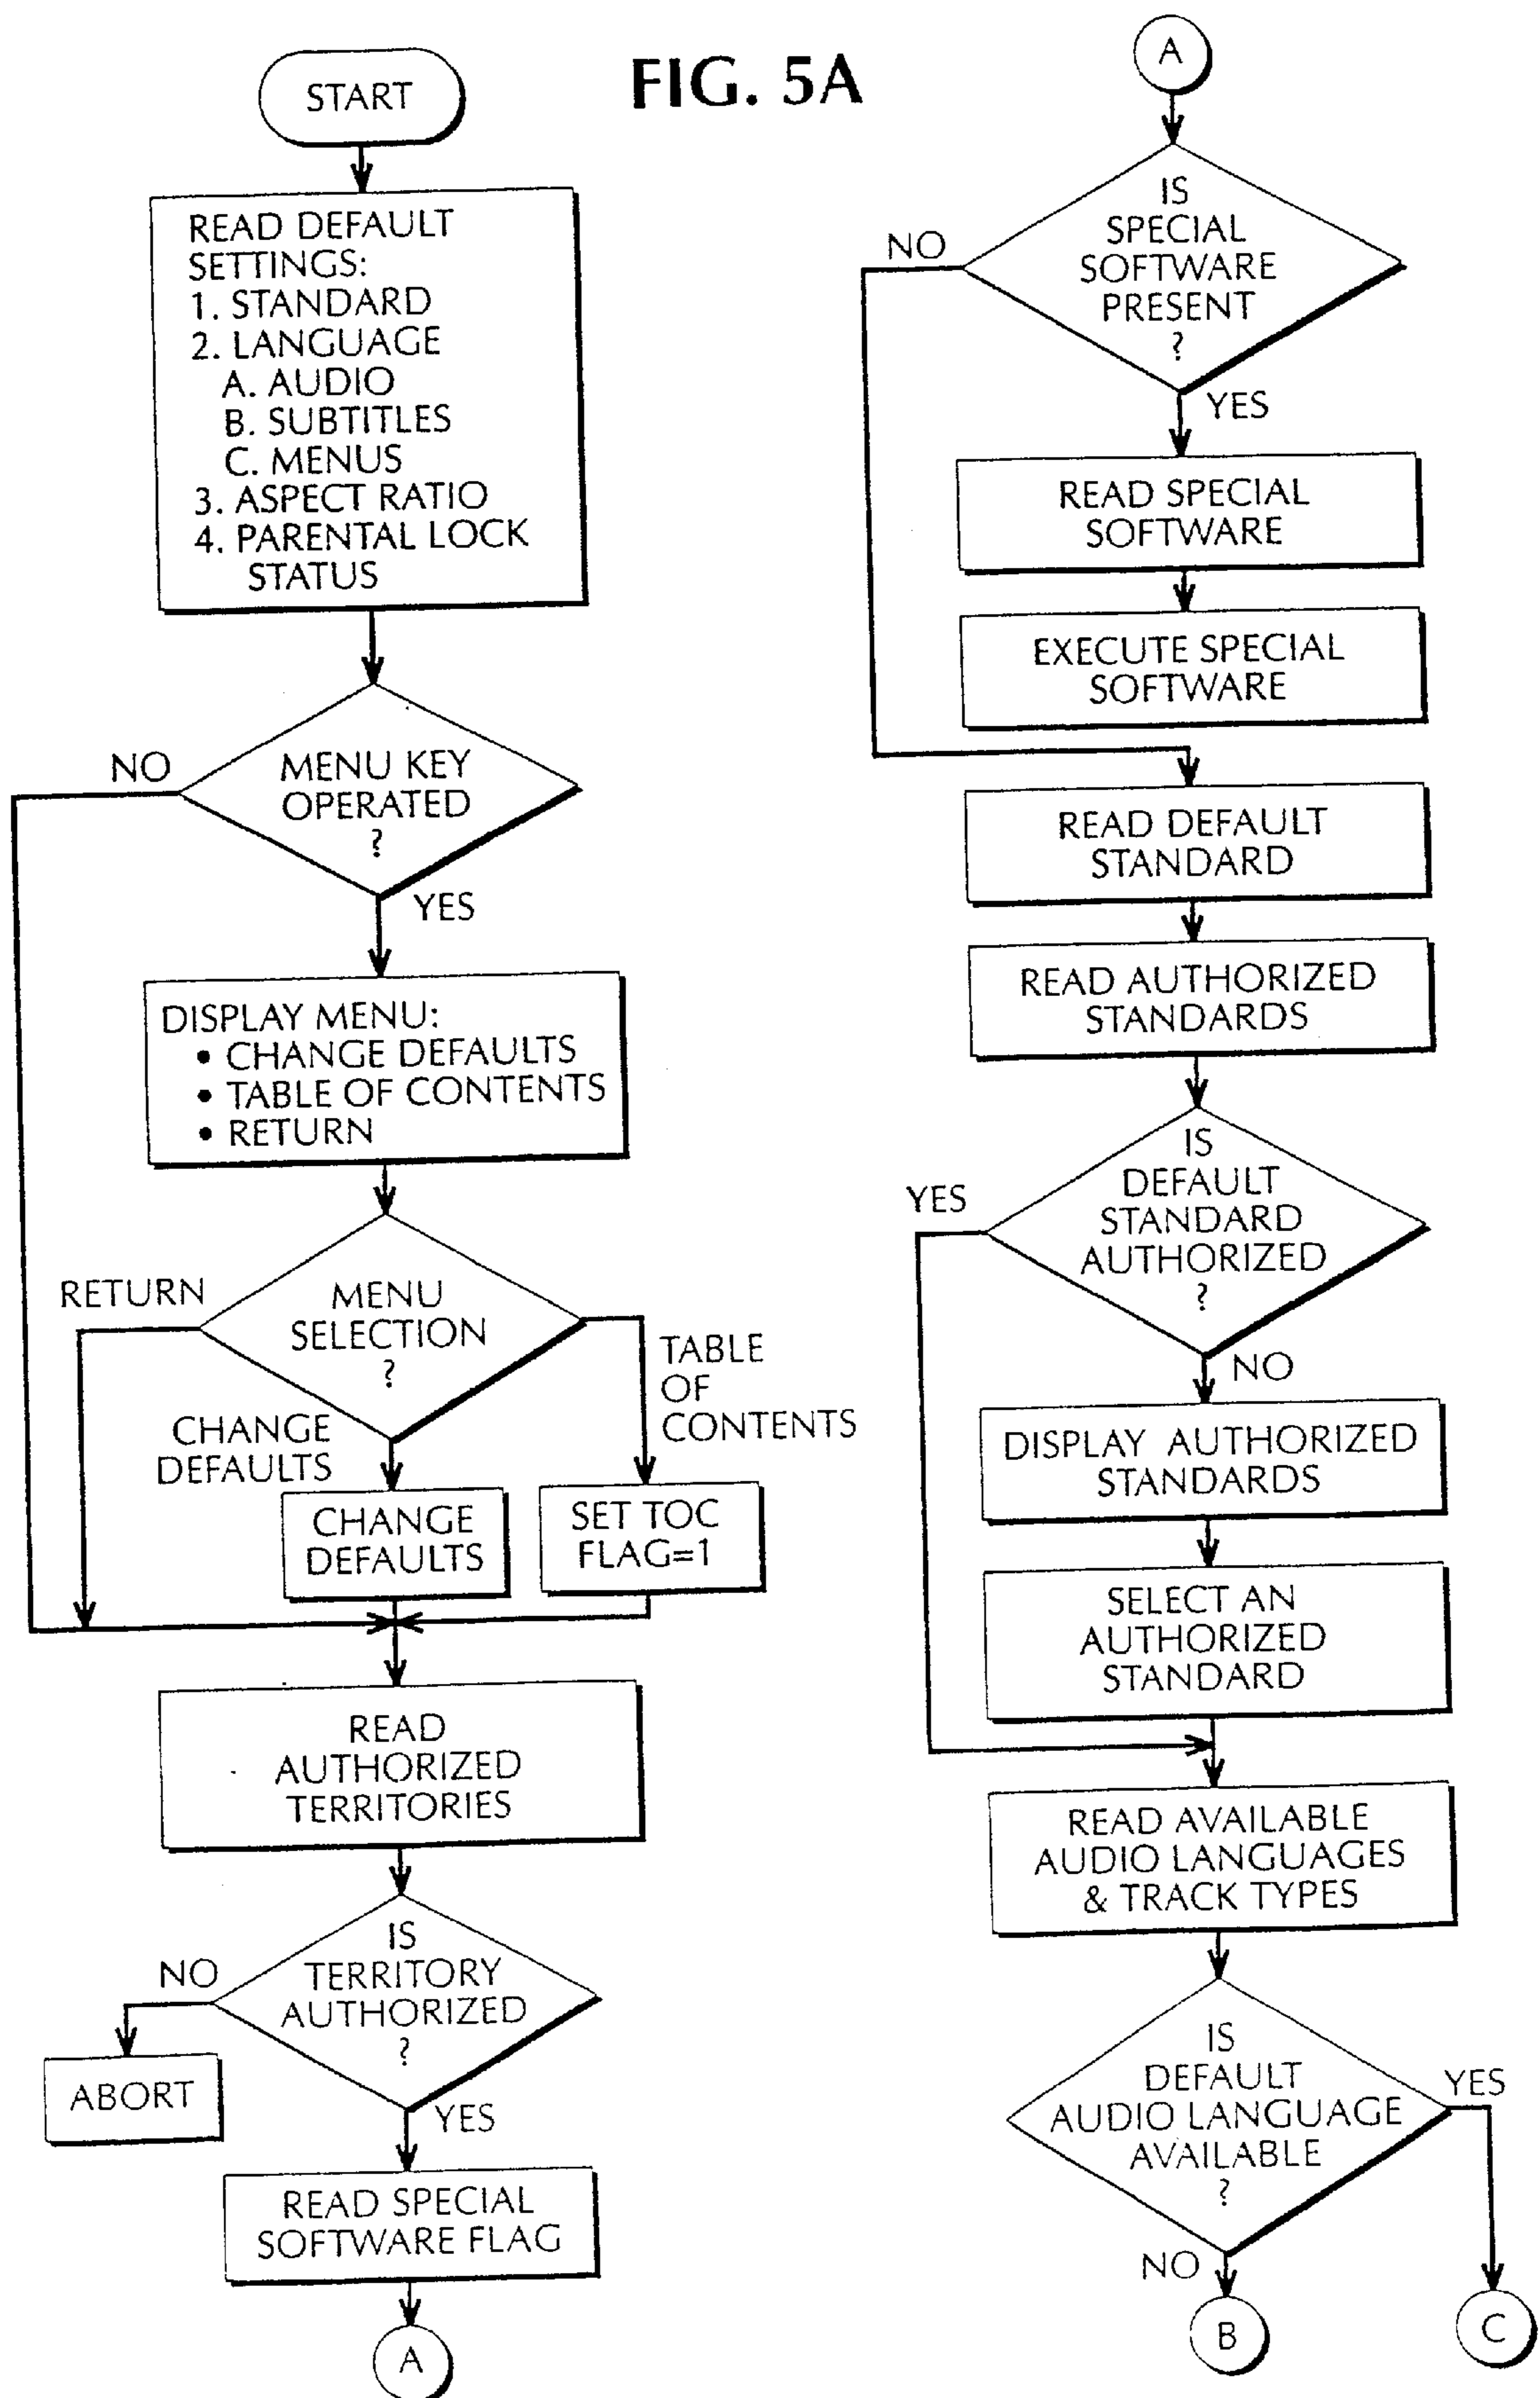 FIG. 5A
START
READ DEFAULT
SETTINGS:
1. STANDARD
2. LANGUAGE
A. AUDIO
B. SUBTITLES
C. MENUS
3. ASPECT RATIO
4. PARENTAL LOCK
STATUS
NO
MENU KEY
OPERATED
?
YES
DISPLAY MENU:
• CHANGE DEFAULTS
• TABLE OF CONTENTS
• RETURN
RETURN
MENU
SELECTION
?
TABLE
OF
CONTENTS
CHANGE
DEFAULTS
CHANGE
DEFAULTS
SET TOC
FLAG=1
READ
AUTHORIZED
TERRITORIES
NO
IS
TERRITORY
AUTHORIZED
?
ABORT
YES
READ SPECIAL
SOFTWARE FLAG
A
A
IS
SPECIAL
SOFTWARE
PRESENT
?
NO
YES
READ SPECIAL
SOFTWARE
EXECUTE SPECIAL
SOFTWARE
READ DEFAULT
STANDARD
READ AUTHORIZED
STANDARDS
IS
DEFAULT
STANDARD
AUTHORIZED
?
YES
NO
DISPLAY AUTHORIZED
STANDARDS
SELECT AN
AUTHORIZED
STANDARD
READ AVAILABLE
AUDIO LANGUAGES
& TRACK TYPES
IS
DEFAULT
AUDIO LANGUAGE
AVAILABLE
?
YES
NO
B
C